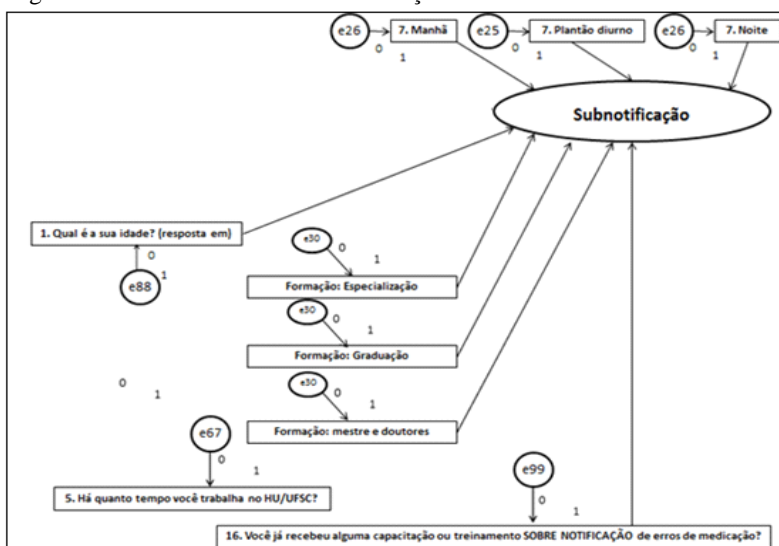 e26
7. Manhã
e25
7. Plantão diurno
e26
7. Noite
0
1
0
1
0
1
Subnotificação
1. Qual é a sua idade? (resposta em)
0
1
e88
e30
0
1
Formação: Especialização
e30
0
1
Formação: Graduação
e30
0
1
Formação: mestre e doutores
0
1
e67
0
1
5. Há quanto tempo você trabalha no HU/UFSC?
e99
0
1
16. Você já recebeu alguma capacitação ou treinamento SOBRE NOTIFICAÇÃO de erros de medicação?